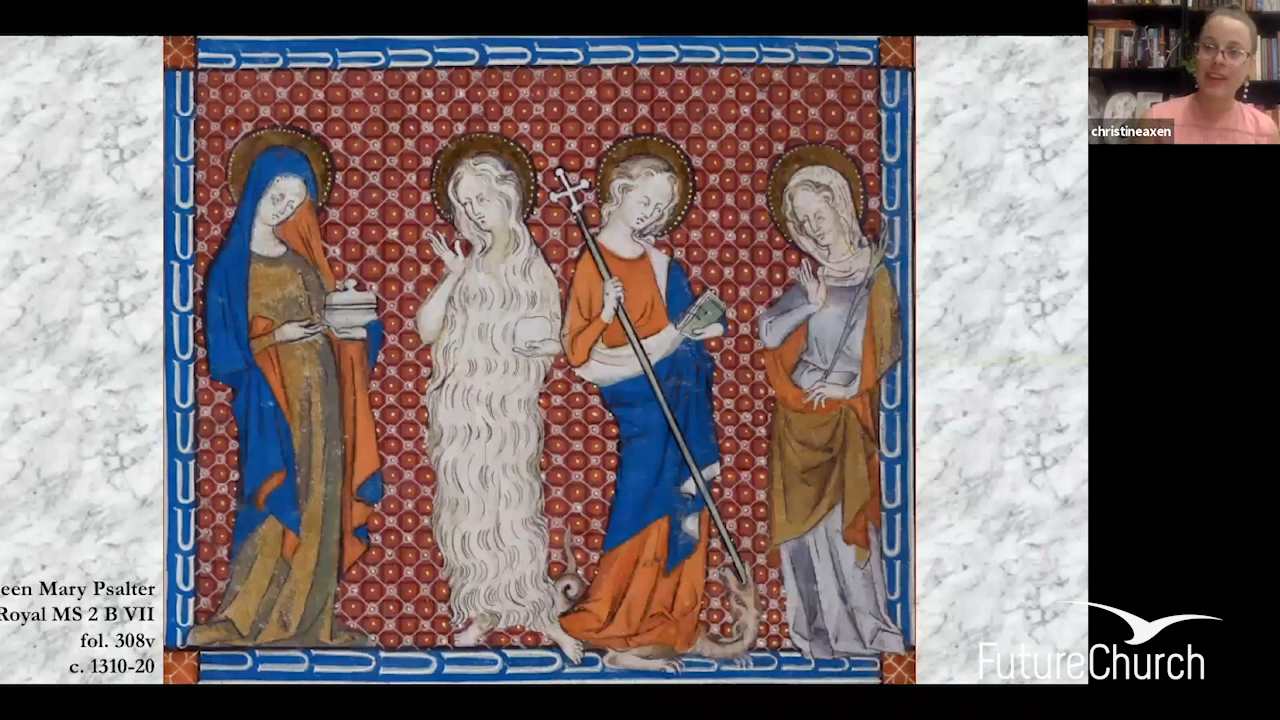 christineaxen
een Mary Psalter
Royal MS 2 B VII
fol. 308v
c. 1310-20
FutureChurch